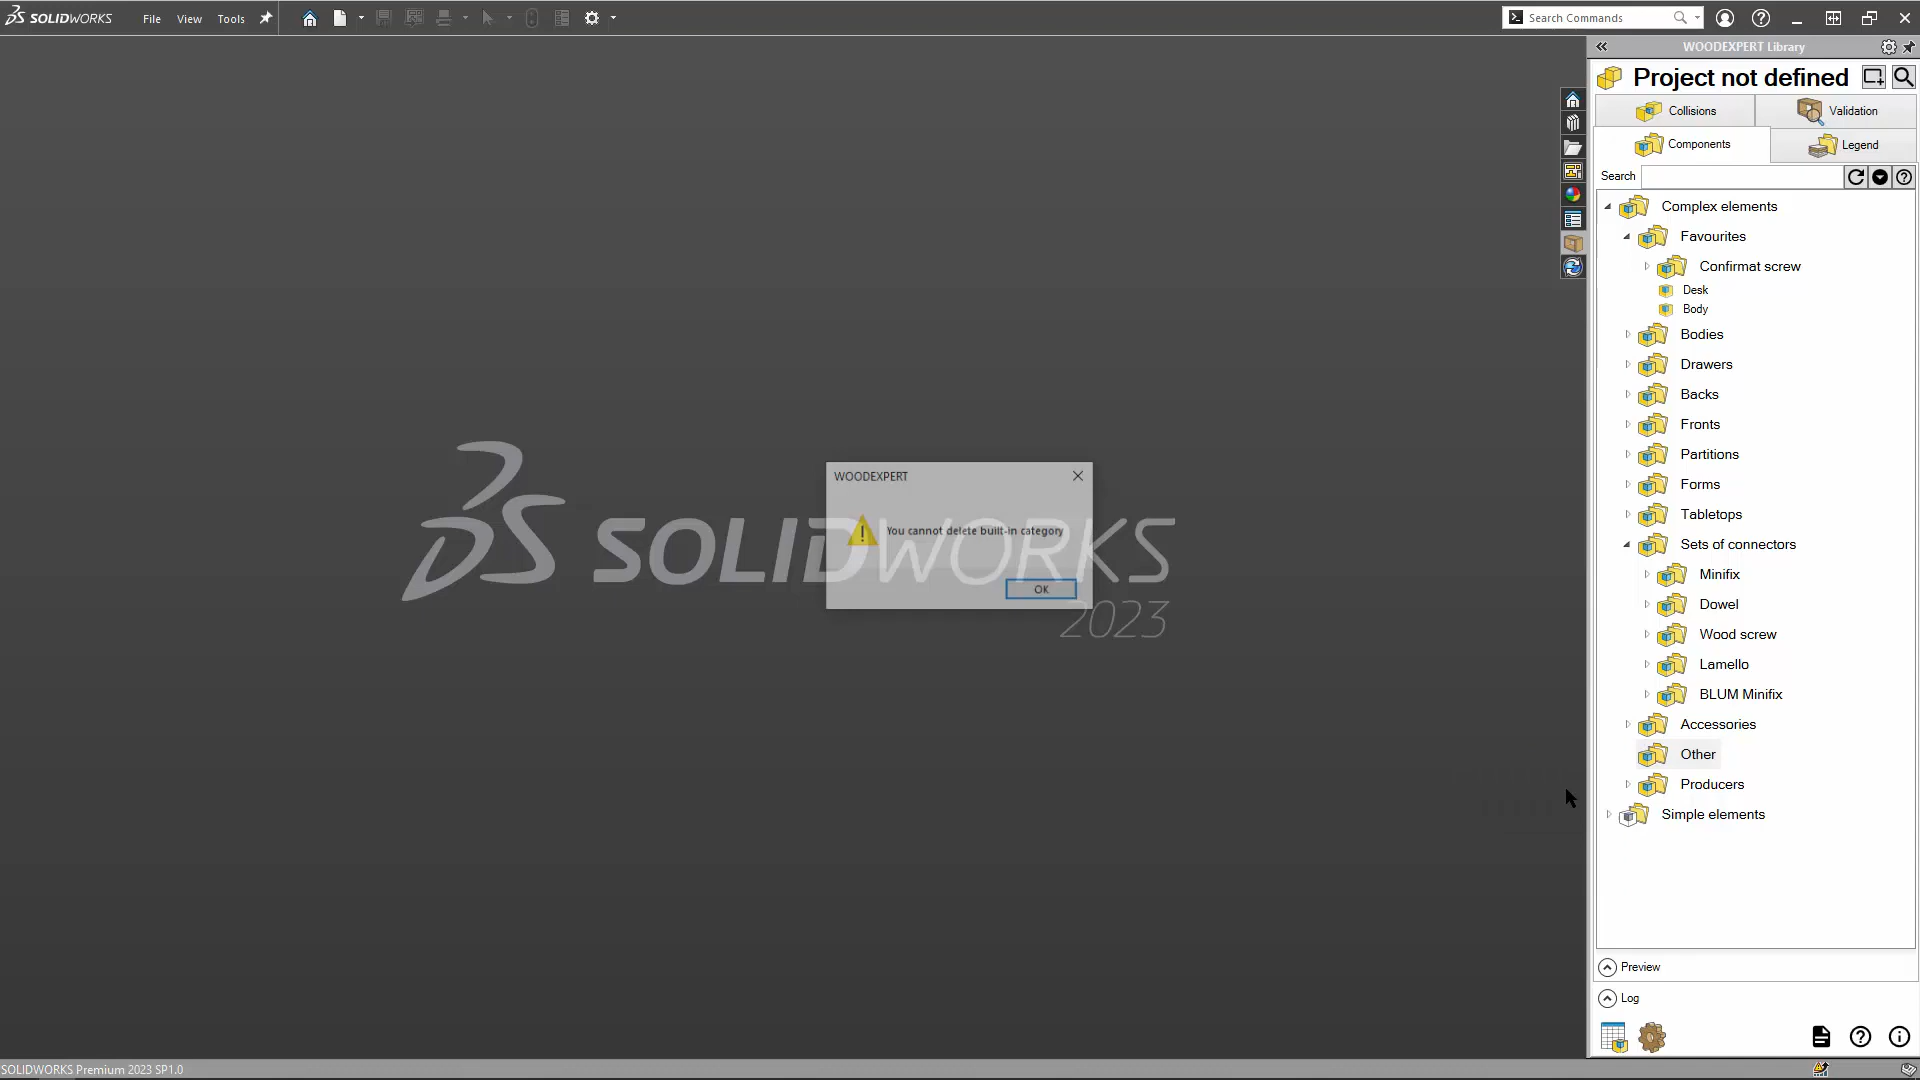 SOLIDWORKS
File
View
Tools
Search Commands
WOODEXPERT Library
Project not defined
Collisions
Validation
Components
Legend
Search
Complex elements
Favourites
Confirmat screw
Desk
Body
Bodies
Drawers
Backs
Fronts
Partitions
Forms
Tabletops
Sets of connectors
Minifix
Dowel
Wood screw
Lamello
BLUM Minifix
Accessories
Other
Producers
Simple elements
WOODEXPERT
You cannot delete built-in category
OK
SOLIDWORKS
2023
Preview
Log
SOLIDWORKS Premium 2023 SP1.0